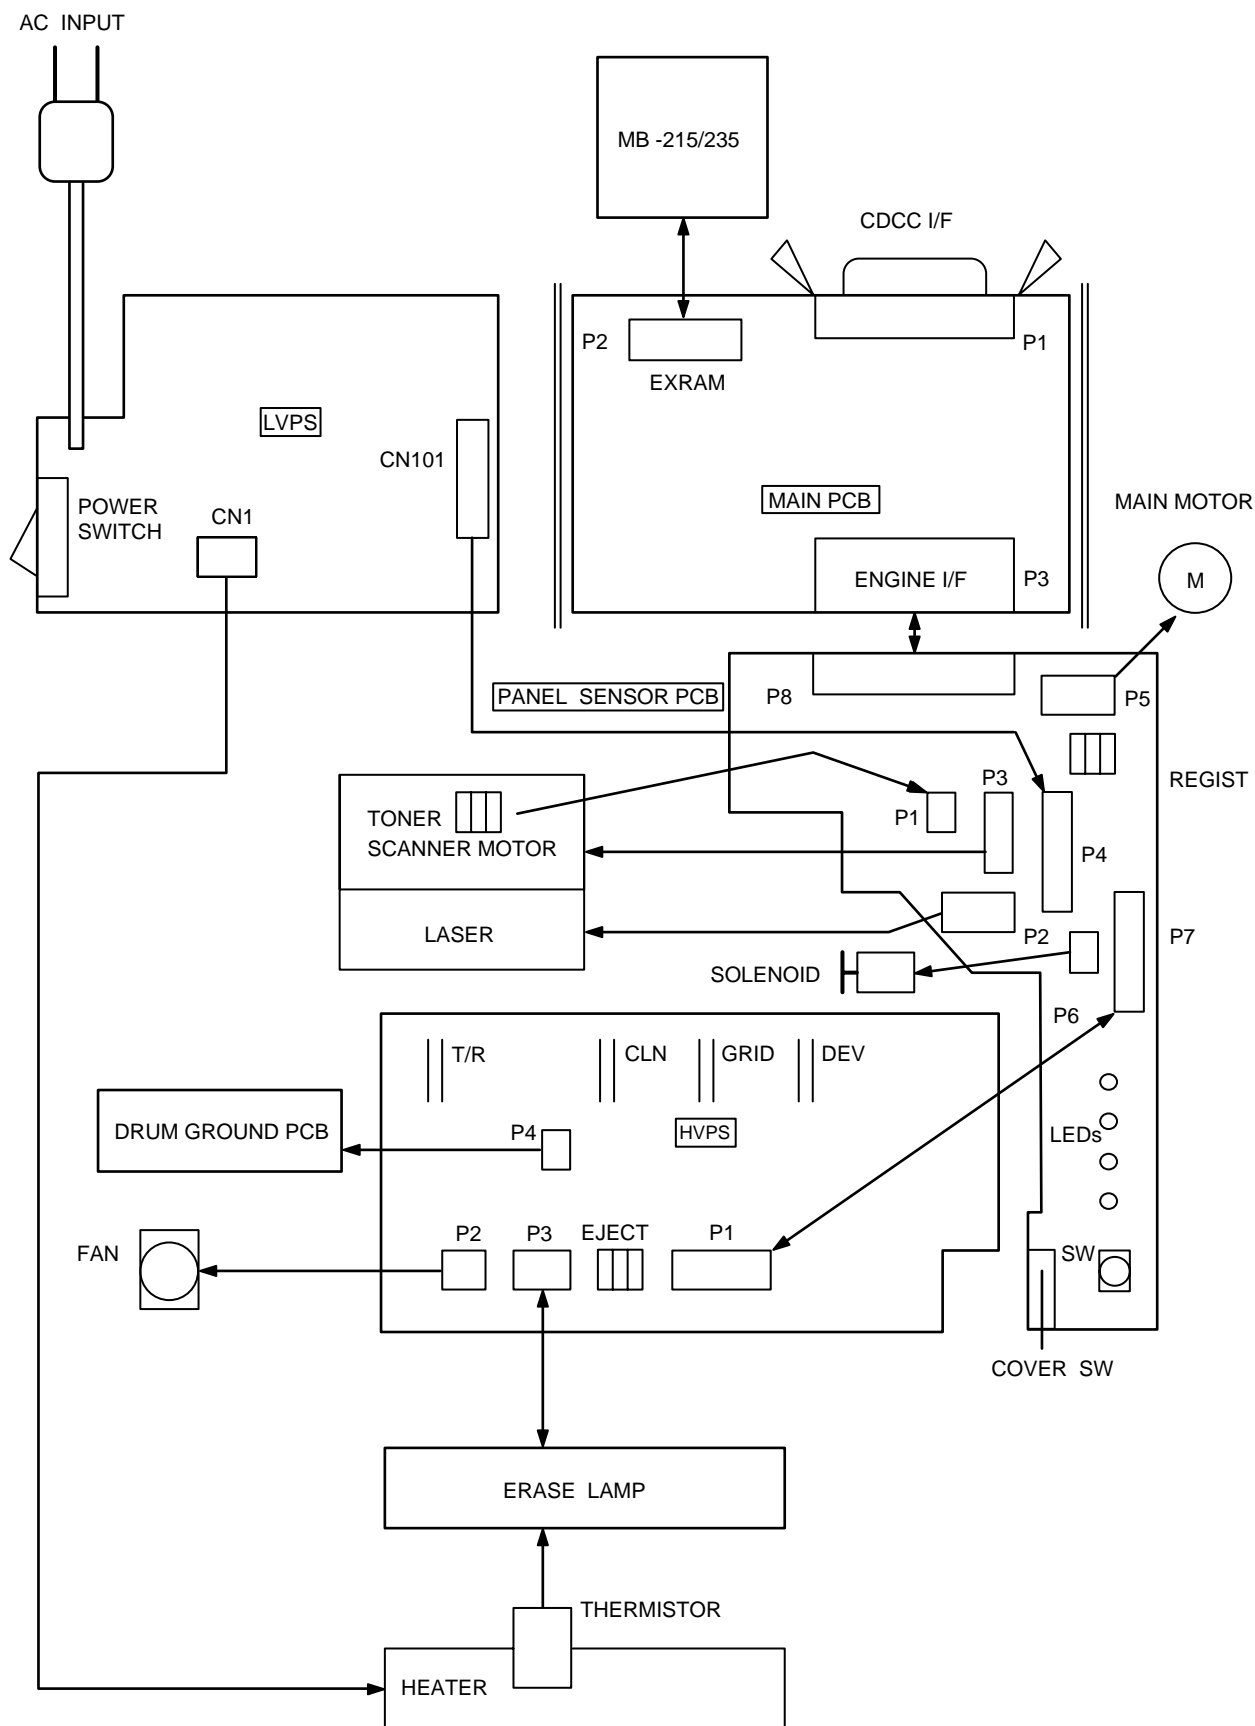 AC INPUT
MB -215/235
CDCC I/F
P2
P1
EXRAM
LVPS
CN101
MAIN PCB
POWER
SWITCH
CN1
MAIN MOTOR
ENGINE I/F
P3
M
PANEL SENSOR PCB
P8
P5
REGIST
P3
TONER
P1
SCANNER MOTOR
P4
LASER
P2
P7
SOLENOID
P6
T/R
CLN
GRID
DEV
DRUM GROUND PCB
P4
HVPS
LEDs
FAN
P2
P3
EJECT
P1
SW
COVER SW
ERASE LAMP
THERMISTOR
HEATER